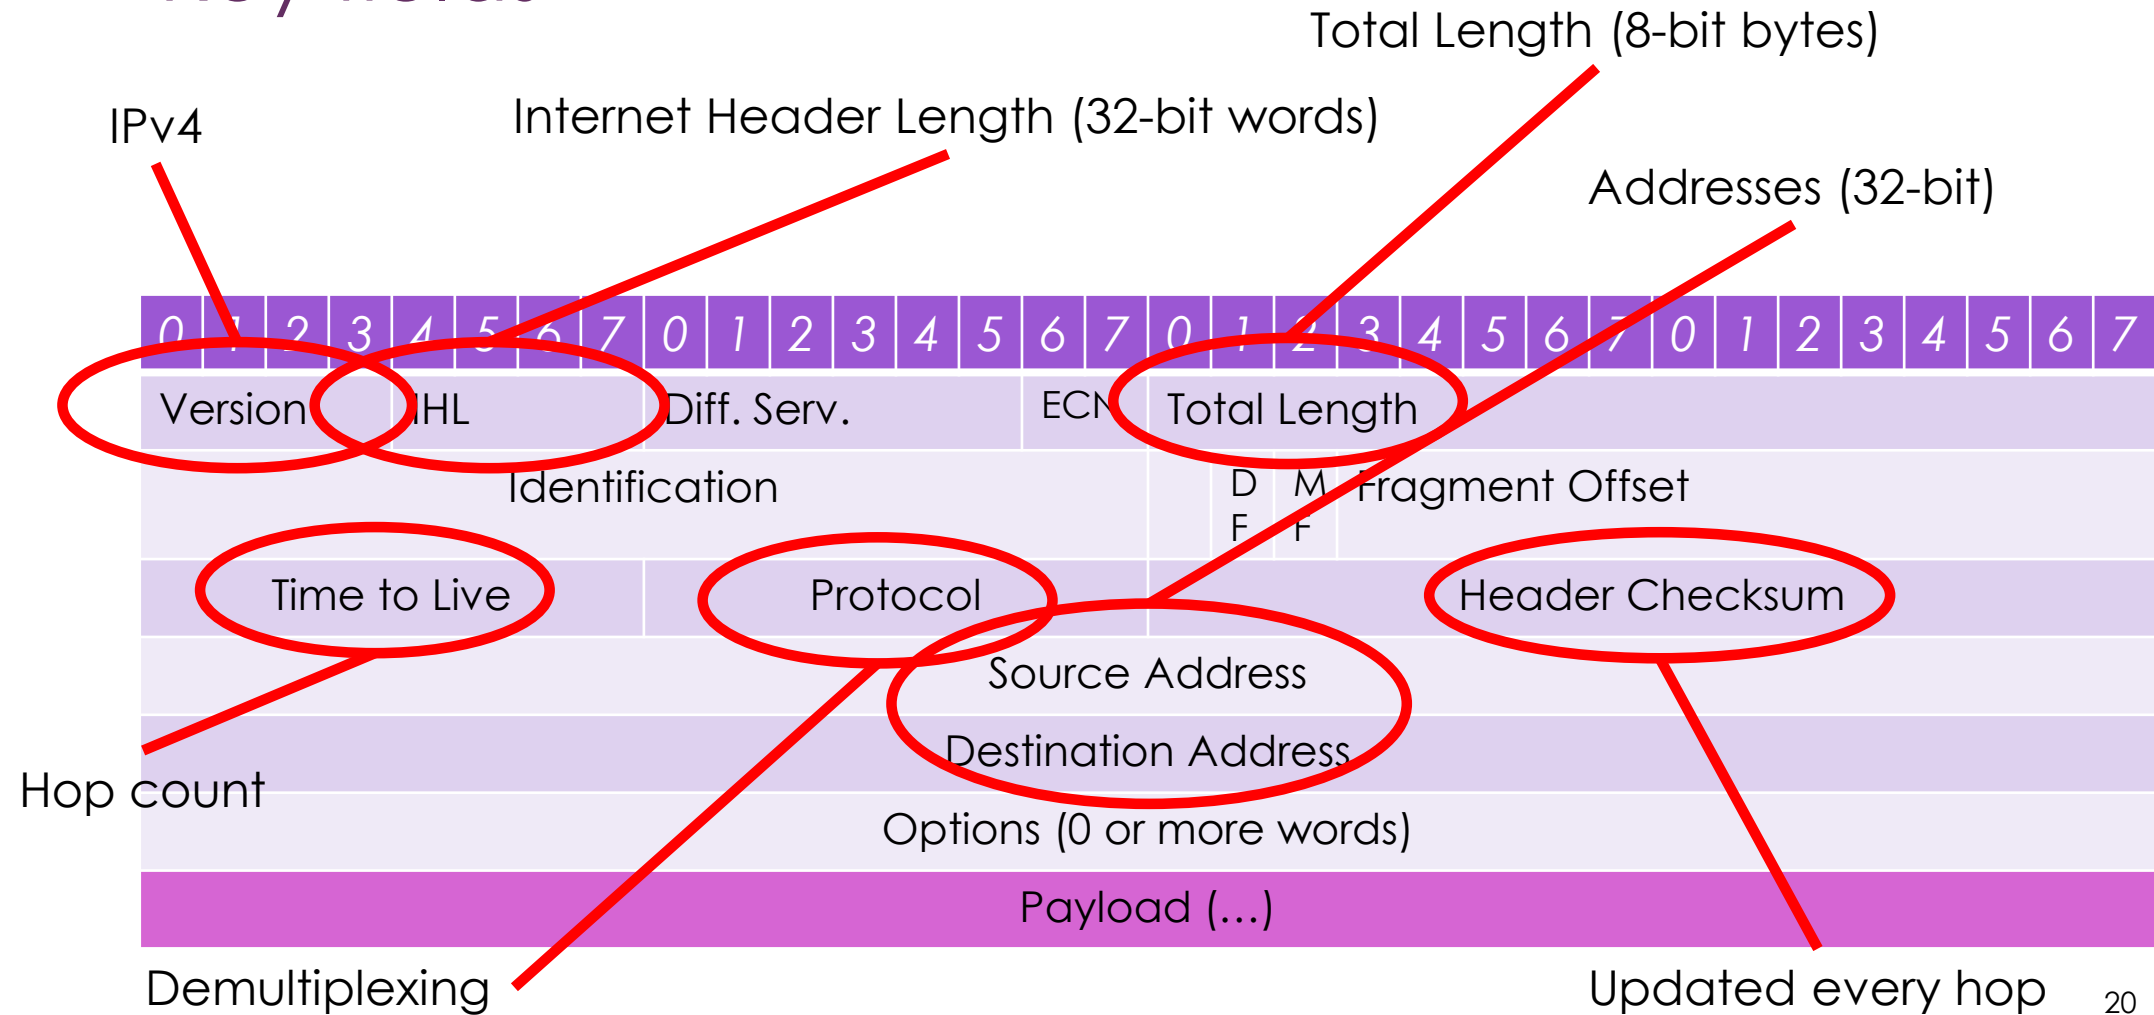 Total Length (8-bit bytes)
IPv4
Internet Header Length (32-bit words)
Addresses (32-bit)
0 1 2 3 4 5 6 7 0 1 2 3 4 5 6 7 0 1 2 3 4 5 6 7 0 1 2 3 4 5 6 7
Version IHL Diff. Serv. ECN Total Length
Identification DF MF Fragment Offset
Time to Live Protocol Header Checksum
Source Address
Destination Address
Hop count
Options (0 or more words)
Payload (…)
Demultiplexing
Updated every hop
20